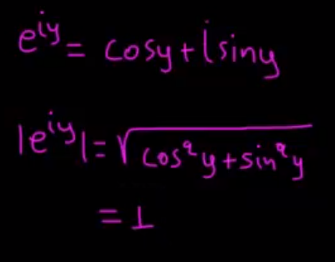 e^{iy} = cosy + i siny
|e^{iy}| = √(cos²y + sin²y)
= 1